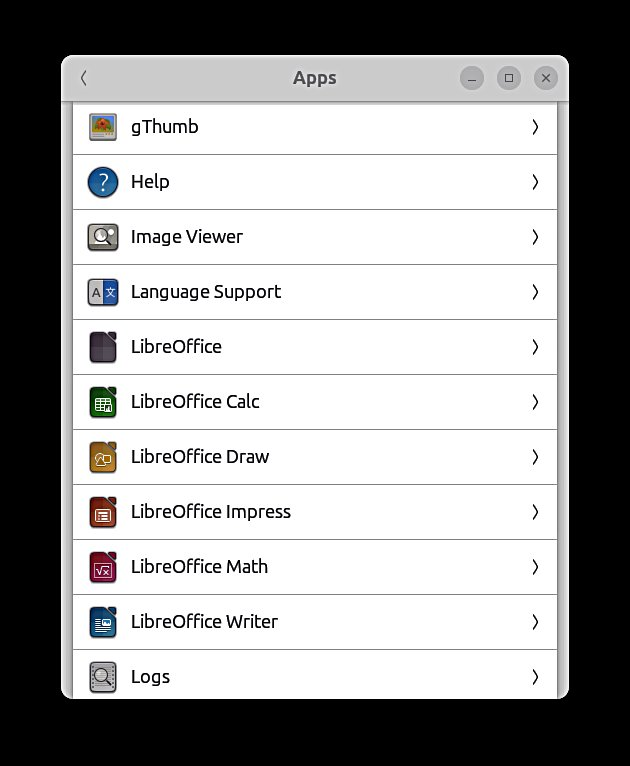 Apps
gThumb
Help
Image Viewer
Language Support
LibreOffice
LibreOffice Calc
LibreOffice Draw
LibreOffice Impress
LibreOffice Math
LibreOffice Writer
Logs